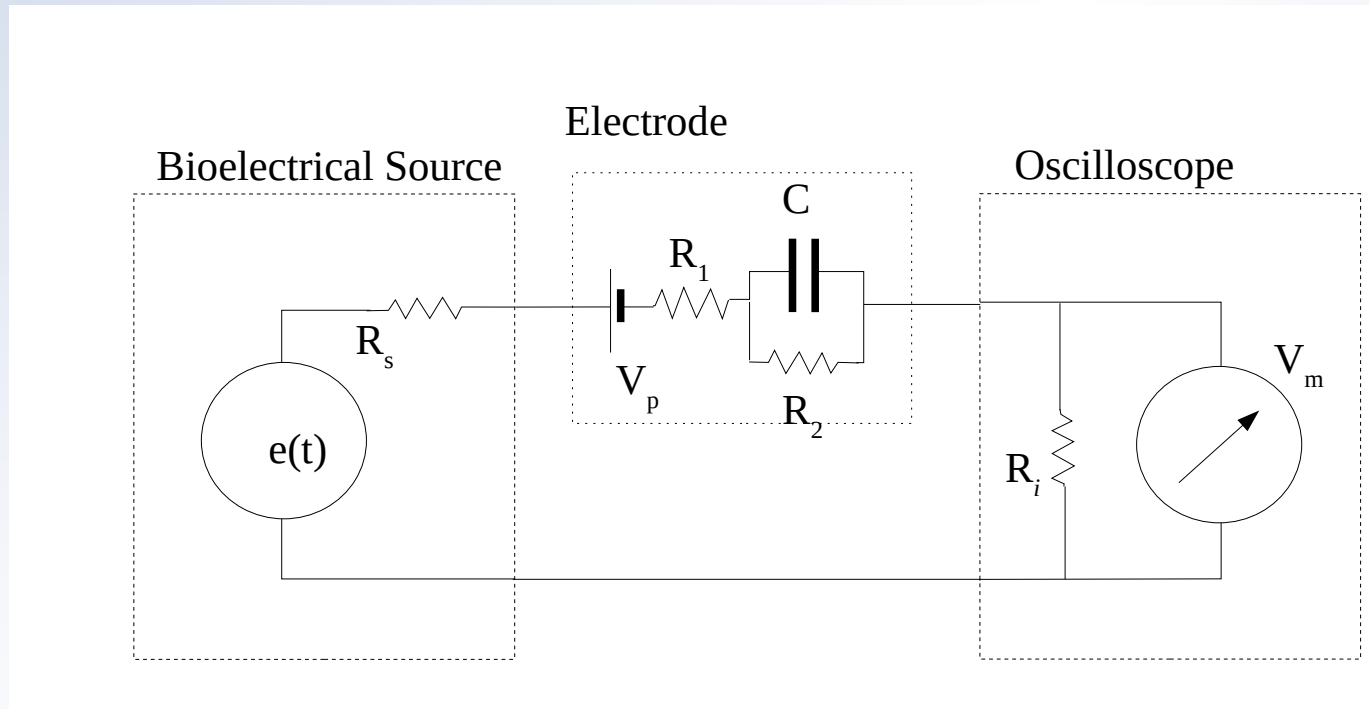 Electrode
Bioelectrical Source
Oscilloscope
C
R1
Rs
Vp
R2
Vm
e(t)
Ri